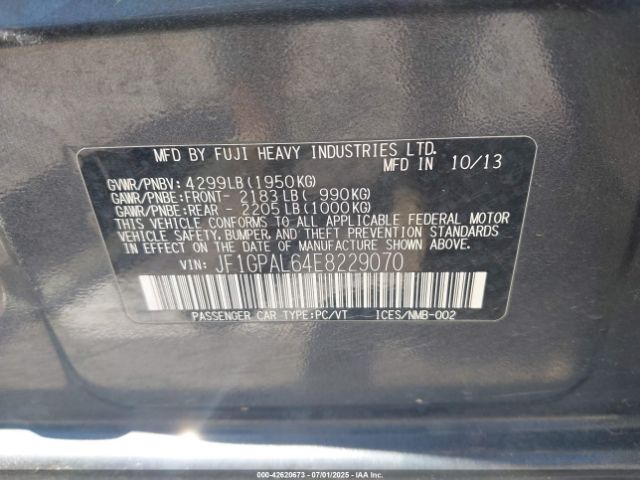 MFD BY FUJI HEAVY INDUSTRIES LTD.
MFD IN 10/13
GVWR/PNBV: 4299LB(1950KG)
GAWR/PNBE:FRONT- 2183LB( 990KG)
GAWR/PNBE:REAR - 2205LB(1000KG)
THIS VEHICLE CONFORMS TO ALL APPLICABLE FEDERAL MOTOR
VEHICLE SAFETY, BUMPER, AND THEFT PREVENTION STANDARDS
IN EFFECT ON THE DATE OF MANUFACTURE SHOWN ABOVE.
VIN: JF1GPAL64E8229070
PASSENGER CAR TYPE:PC/VT ICES/NMB-002
000-42620673 - 07/01/2025 - IAAI.COM